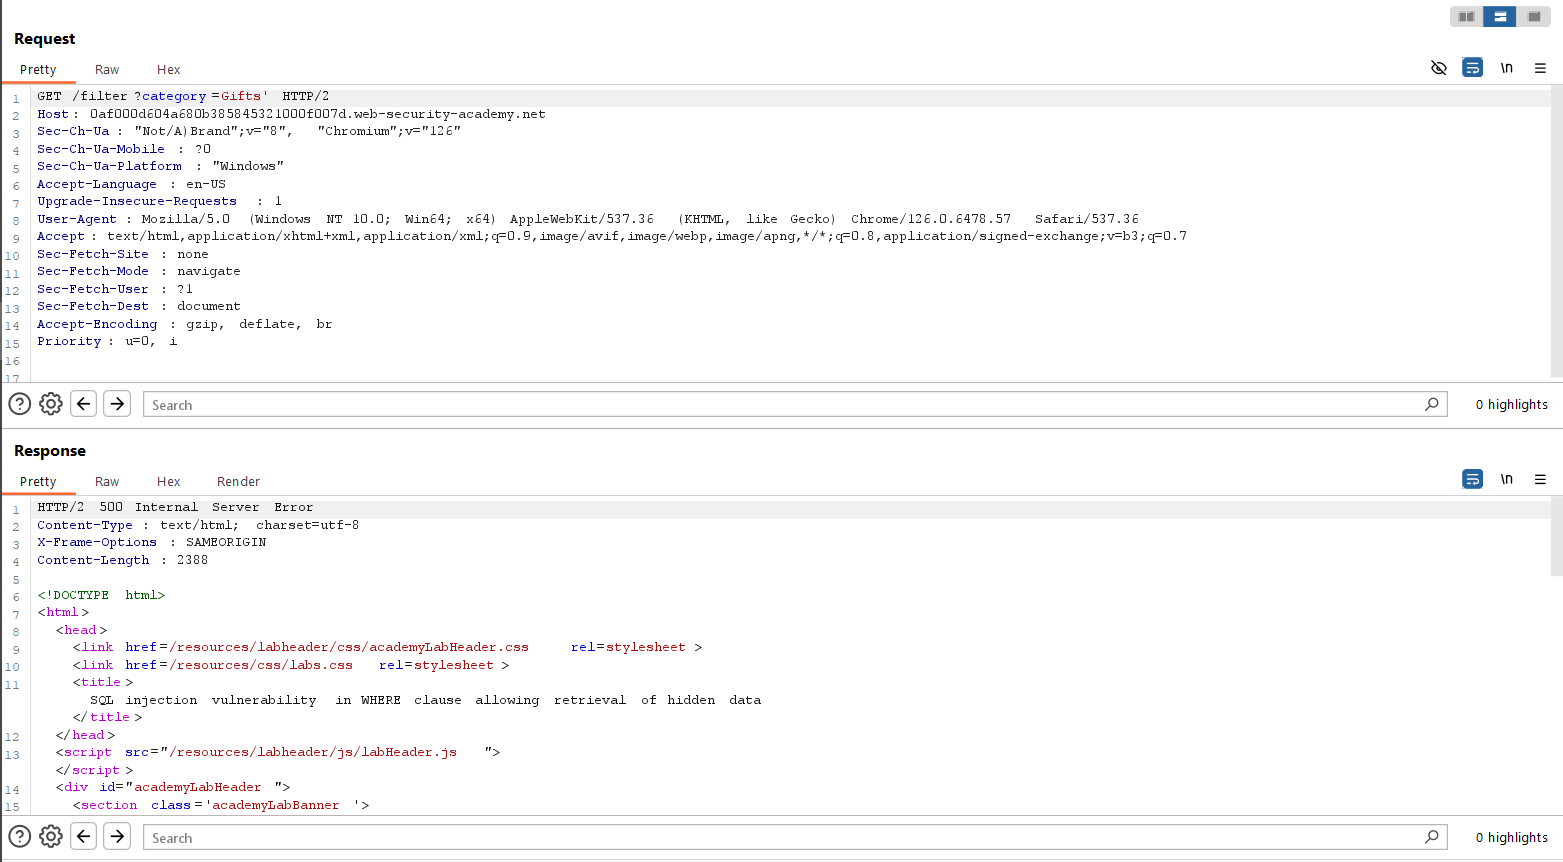 Request
Pretty Raw Hex
\n
1 GET /filter?category=Gifts' HTTP/2
2 Host: 0af000d604a680b385845321000f007d.web-security-academy.net
3 Sec-Ch-Ua: "Not/A)Brand";v="8", "Chromium";v="126"
4 Sec-Ch-Ua-Mobile: ?0
5 Sec-Ch-Ua-Platform: "Windows"
6 Accept-Language: en-US
7 Upgrade-Insecure-Requests: 1
8 User-Agent: Mozilla/5.0 (Windows NT 10.0; Win64; x64) AppleWebKit/537.36 (KHTML, like Gecko) Chrome/126.0.6478.57 Safari/537.36
9 Accept: text/html,application/xhtml+xml,application/xml;q=0.9,image/avif,image/webp,image/apng,*/*;q=0.8,application/signed-exchange;v=b3;q=0.7
10 Sec-Fetch-Site: none
11 Sec-Fetch-Mode: navigate
12 Sec-Fetch-User: ?1
13 Sec-Fetch-Dest: document
14 Accept-Encoding: gzip, deflate, br
15 Priority: u=0, i
16
17
Search 0 highlights
Response
Pretty Raw Hex Render
\n
1 HTTP/2 500 Internal Server Error
2 Content-Type: text/html; charset=utf-8
3 X-Frame-Options: SAMEORIGIN
4 Content-Length: 2388
5
6 <!DOCTYPE html>
7 <html>
8 <head>
9 <link href=/resources/labheader/css/academyLabHeader.css rel=stylesheet>
10 <link href=/resources/css/labs.css rel=stylesheet>
11 <title>
SQL injection vulnerability in WHERE clause allowing retrieval of hidden data
</title>
12 </head>
13 <script src="/resources/labheader/js/labHeader.js">
</script>
14 <div id="academyLabHeader">
15 <section class='academyLabBanner'>
Search 0 highlights